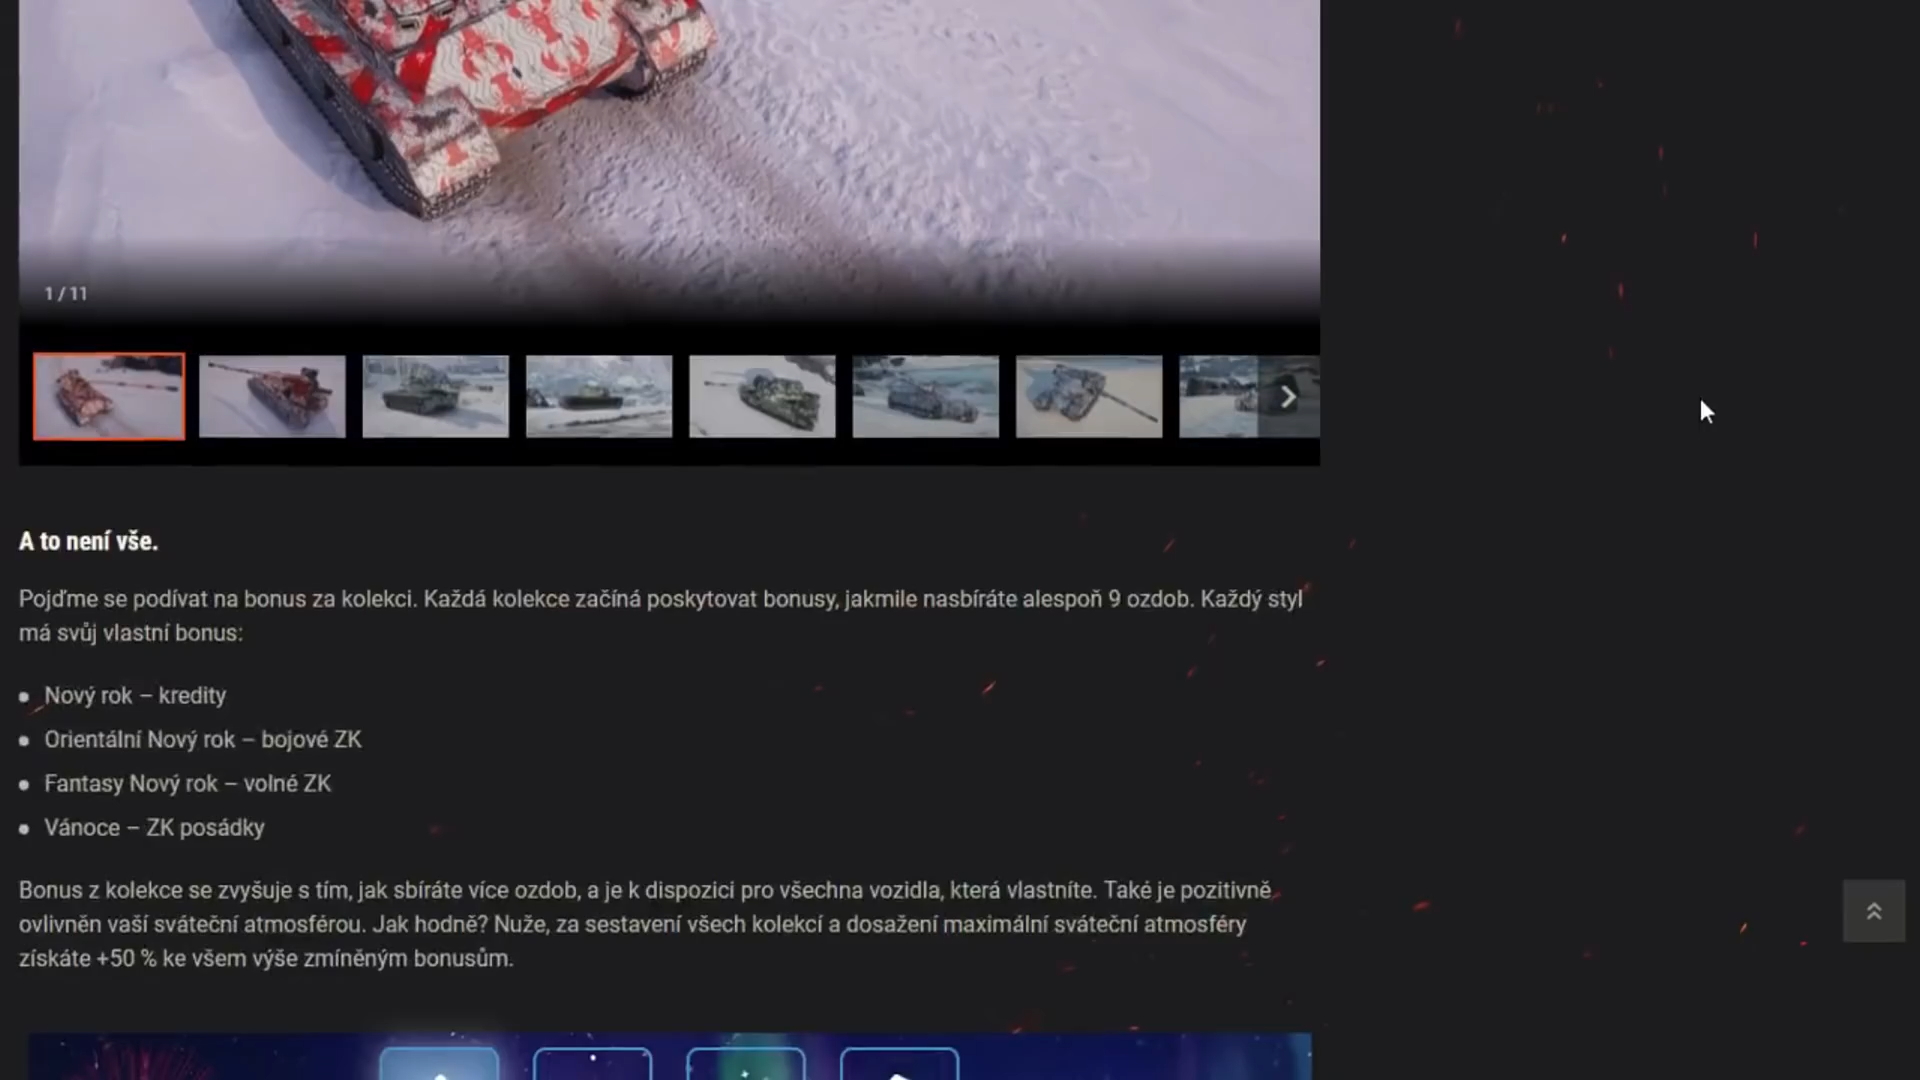 1 / 11
A to není vše.
Pojďme se podívat na bonus za kolekci. Každá kolekce začíná poskytovat bonusy, jakmile nasbíráte alespoň 9 ozdob. Každý styl
má svůj vlastní bonus:
• Nový rok – kredity
• Orientální Nový rok – bojové ZK
• Fantasy Nový rok – volné ZK
• Vánoce – ZK posádky
Bonus z kolekce se zvyšuje s tím, jak sbíráte více ozdob, a je k dispozici pro všechna vozidla, která vlastníte. Také je pozitivně
ovlivněn vaší sváteční atmosférou. Jak hodně? Nuže, za sestavení všech kolekcí a dosažení maximální sváteční atmosféry
získáte +50 % ke všem výše zmíněným bonusům.